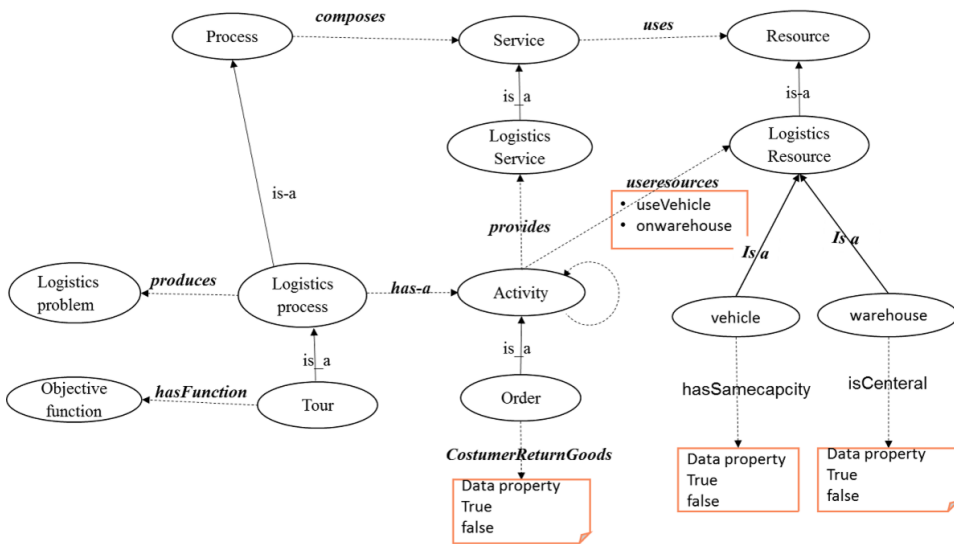 composes
uses
Process
Service
Resource
is_a
is-a
Logistics
Service
Logistics
Resource
is-a
useresources
• useVehicle
• onwarehouse
provides
Is a
Is a
Logistics
problem
produces
Logistics
process
has-a
Activity
vehicle
warehouse
is_a
is_a
Objective
function
hasFunction
Tour
Order
hasSamecapcity
isCenteral
CostumerReturnGoods
Data property
True
false
Data property
True
false
Data property
True
false